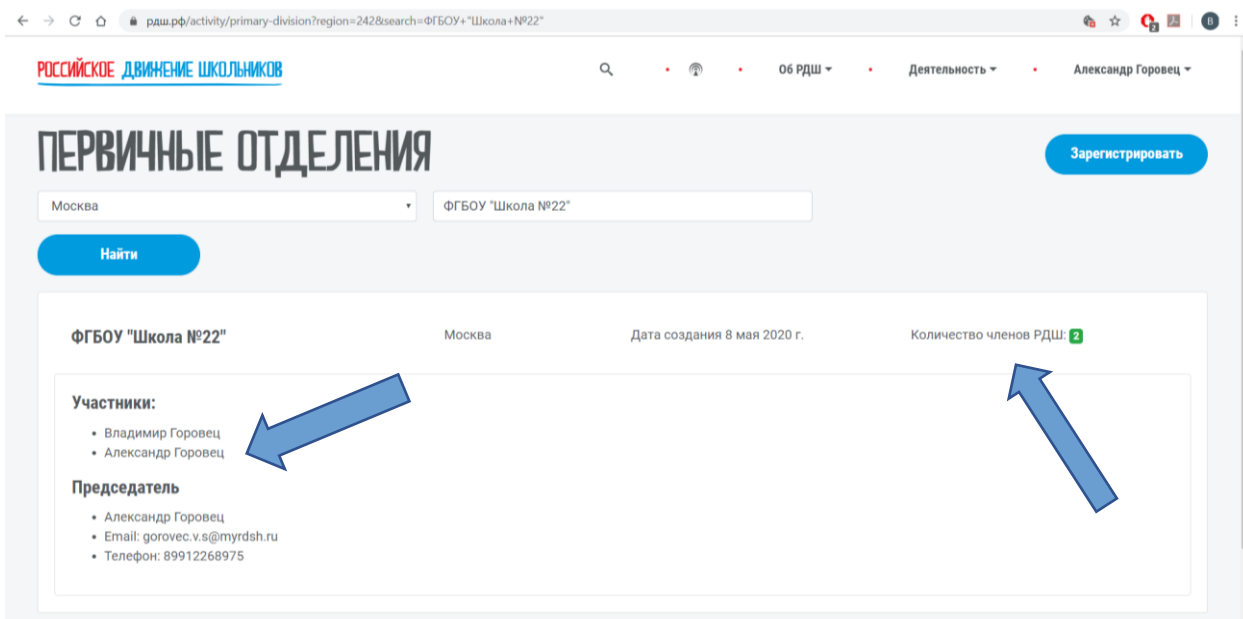 рдш.рф/activity/primary-division?region=242&search=ФГБОУ+"Школа+№22"
2
B
РОССИЙСКОЕ ДВИЖЕНИЕ ШКОЛЬНИКОВ
Об РДШ
Деятельность
Александр Горовец
ПЕРВИЧНЫЕ ОТДЕЛЕНИЯ
Зарегистрировать
Москва
ФГБОУ "Школа №22"
Найти
ФГБОУ "Школа №22"
Москва
Дата создания 8 мая 2020 г.
Количество членов РДШ: 2
Участники:
• Владимир Горовец
• Александр Горовец
Председатель
• Александр Горовец
• Email: gorovec.v.s@myrdsh.ru
• Телефон: 89912268975